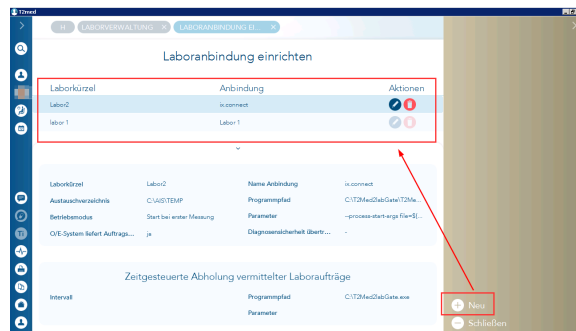 T2med
H
LABORVERWALTUNG
LABORANBINDUNG EI...
Laboranbindung einrichten
Laborkürzel Anbindung Aktionen
Labor2 ix.connect
labor 1 Labor 1
Laborkürzel Labor2 Name Anbindung ix.connect
Austauschverzeichnis C:\AIS\TEMP Programmpfad C:\T2Med2labGate\T2Me...
Betriebsmodus Start bei erster Messung Parameter --process-start-args file=${...
O/E-System liefert Auftrags... ja Diagnosensicherheit übertr... -
Zeitgesteuerte Abholung vermittelter Laboraufträge
Intervall Programmpfad C:\T2Med2labGate.exe
Parameter
Neu
Schließen